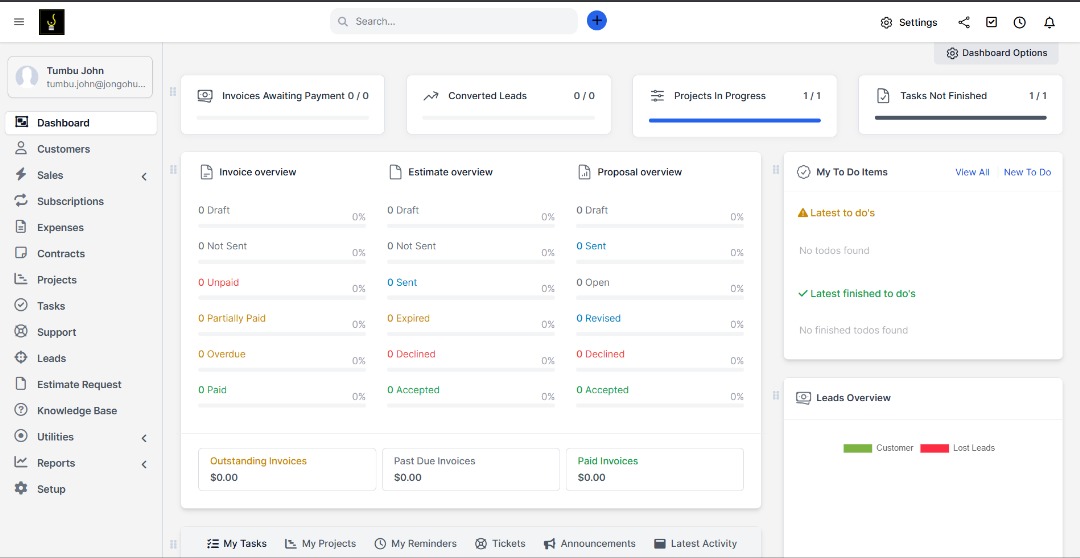 Search...
Settings
Dashboard Options
Tumbu John
tumbu.john@jongohu...
Dashboard
Customers
Sales
Subscriptions
Expenses
Contracts
Projects
Tasks
Support
Leads
Estimate Request
Knowledge Base
Utilities
Reports
Setup
Invoices Awaiting Payment 0 / 0
Converted Leads 0 / 0
Projects In Progress 1 / 1
Tasks Not Finished 1 / 1
Invoice overview
0 Draft 0%
0 Not Sent 0%
0 Unpaid 0%
0 Partially Paid 0%
0 Overdue 0%
0 Paid 0%
Estimate overview
0 Draft 0%
0 Not Sent 0%
0 Sent 0%
0 Expired 0%
0 Declined 0%
0 Accepted 0%
Proposal overview
0 Draft 0%
0 Sent 0%
0 Open 0%
0 Revised 0%
0 Declined 0%
0 Accepted 0%
Outstanding Invoices
$0.00
Past Due Invoices
$0.00
Paid Invoices
$0.00
My Tasks My Projects My Reminders Tickets Announcements Latest Activity
My To Do Items View All New To Do
Latest to do's
No todos found
Latest finished to do's
No finished todos found
Leads Overview
Customer Lost Leads